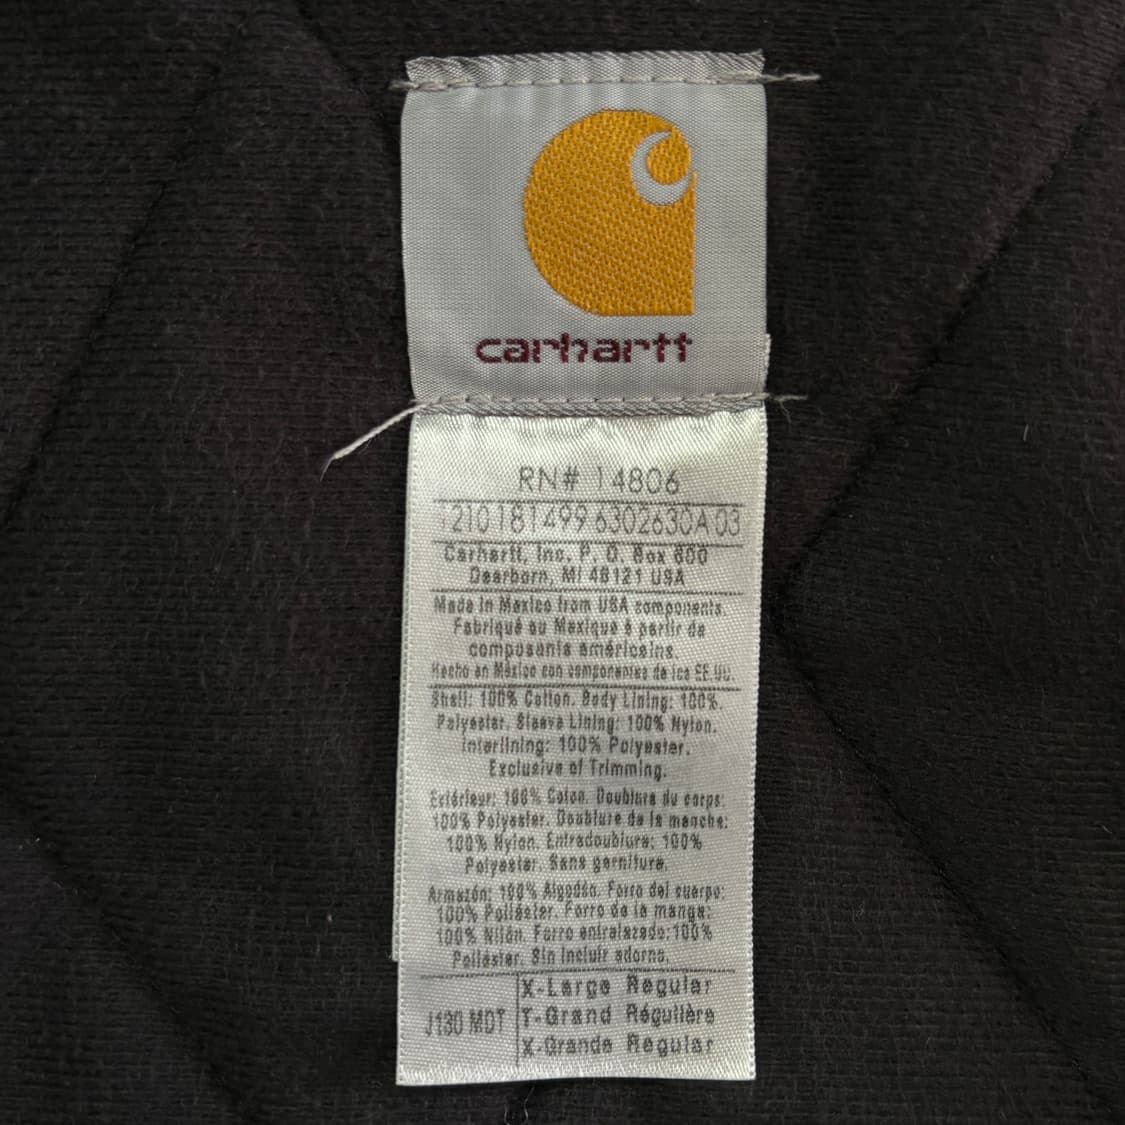 carhartt
RN# 14806
1210181499 6302630A 03
Carhartt, Inc. P. O. Box 600
Dearborn, MI 48121 USA
Made in Mexico from USA components.
Fabriqué au Mexique à partir de
composants américains.
Hecho en México con componentes de los EE.UU.
Shell: 100% Cotton. Body Lining: 100%.
Polyester. Sleeve Lining: 100% Nylon.
Interlining: 100% Polyester.
Exclusive of Trimming.
Extérieur: 100% Coton. Doublure du corps:
100% Polyester. Doublure de la manche:
100% Nylon. Entredoublure: 100%
Polyester. Sans garniture.
Armazón: 100% Algodón. Forro del cuerpo:
100% Poliéster. Forro de la manga:
100% Nilón. Forro entrelazado:100%
Poliéster. Sin incluir adorno.
J130 MDT
X-Large Regular
T-Grand Régulière
X-Grande Regular